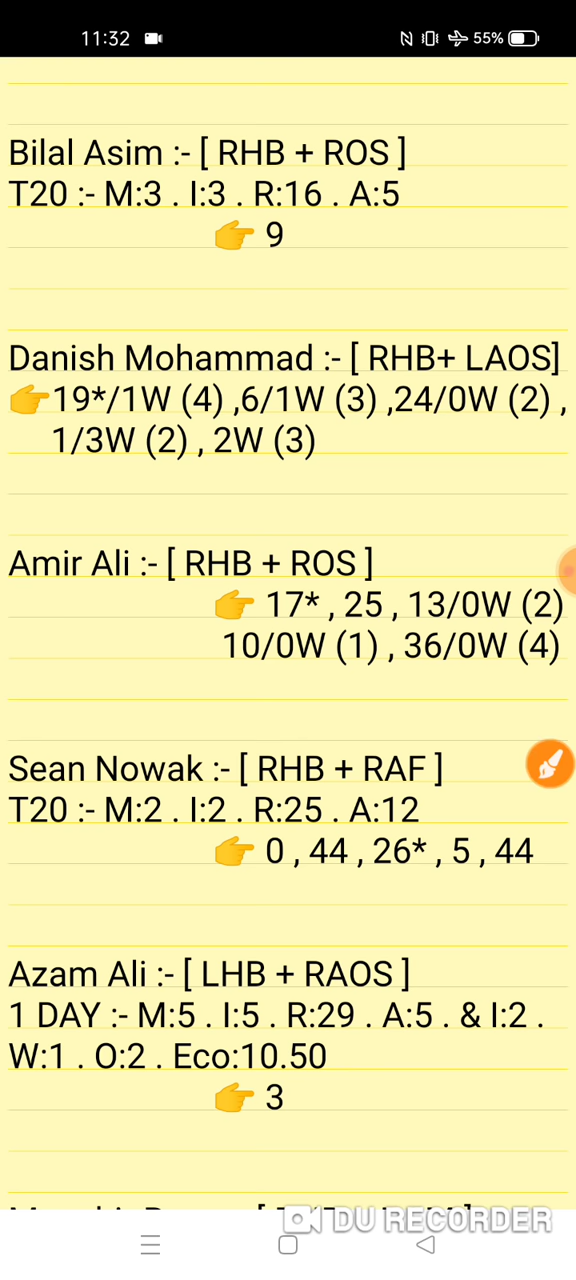 11:32 55%
Bilal Asim :- [ RHB + ROS ]
T20 :- M:3 . I:3 . R:16 . A:5
👉 9
Danish Mohammad :- [ RHB+ LAOS]
👉19*/1W (4) ,6/1W (3) ,24/0W (2) ,
1/3W (2) , 2W (3)
Amir Ali :- [ RHB + ROS ]
👉 17* , 25 , 13/0W (2)
10/0W (1) , 36/0W (4)
Sean Nowak :- [ RHB + RAF ]
T20 :- M:2 . I:2 . R:25 . A:12
👉 0 , 44 , 26* , 5 , 44
Azam Ali :- [ LHB + RAOS ]
1 DAY :- M:5 . I:5 . R:29 . A:5 . & I:2 .
W:1 . O:2 . Eco:10.50
👉 3
DU RECORDER